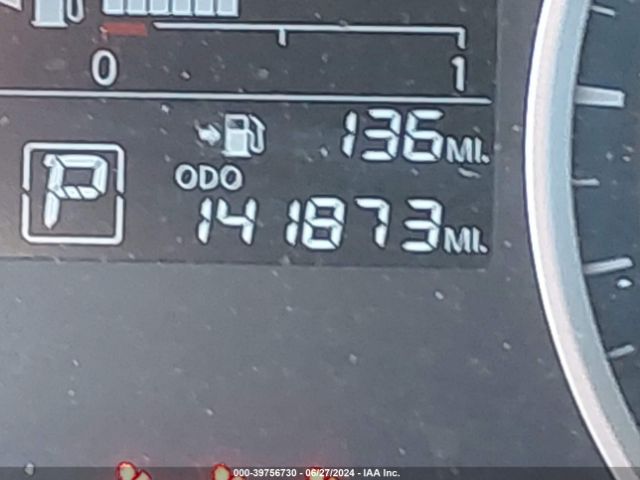 0 1
136 MI.
ODO
P
141873 MI.
000-39756730 - 06/27/2024 - IAA Inc.